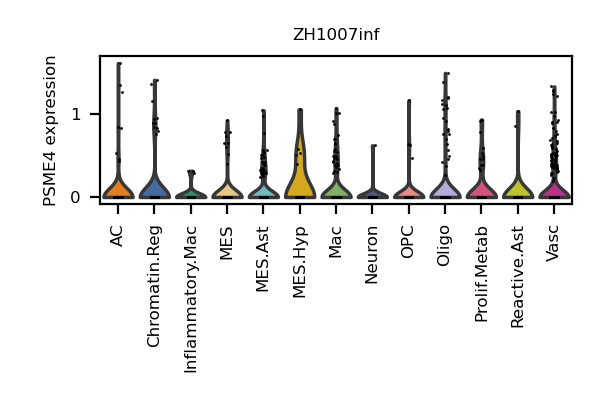 ZH1007inf
PSME4 expression
1
0
AC
Chromatin.Reg
Inflammatory.Mac
MES
MES.Ast
MES.Hyp
Mac
Neuron
OPC
Oligo
Prolif.Metab
Reactive.Ast
Vasc